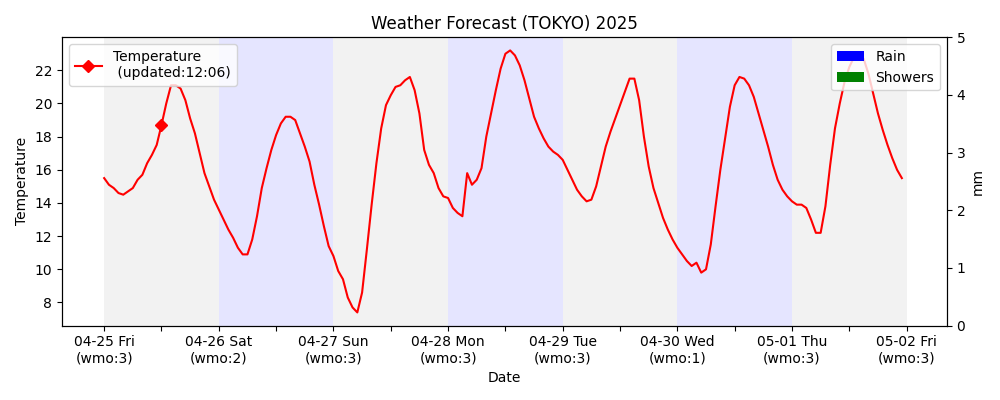 Weather Forecast (TOKYO) 2025
Temperature
(updated:12:06)
Rain
Showers
Temperature
22
20
18
16
14
12
10
8
5
4
3
2
1
0
mm
04-25 Fri
(wmo:3)
04-26 Sat
(wmo:2)
04-27 Sun
(wmo:3)
04-28 Mon
(wmo:3)
04-29 Tue
(wmo:3)
04-30 Wed
(wmo:1)
05-01 Thu
(wmo:3)
05-02 Fri
(wmo:3)
Date